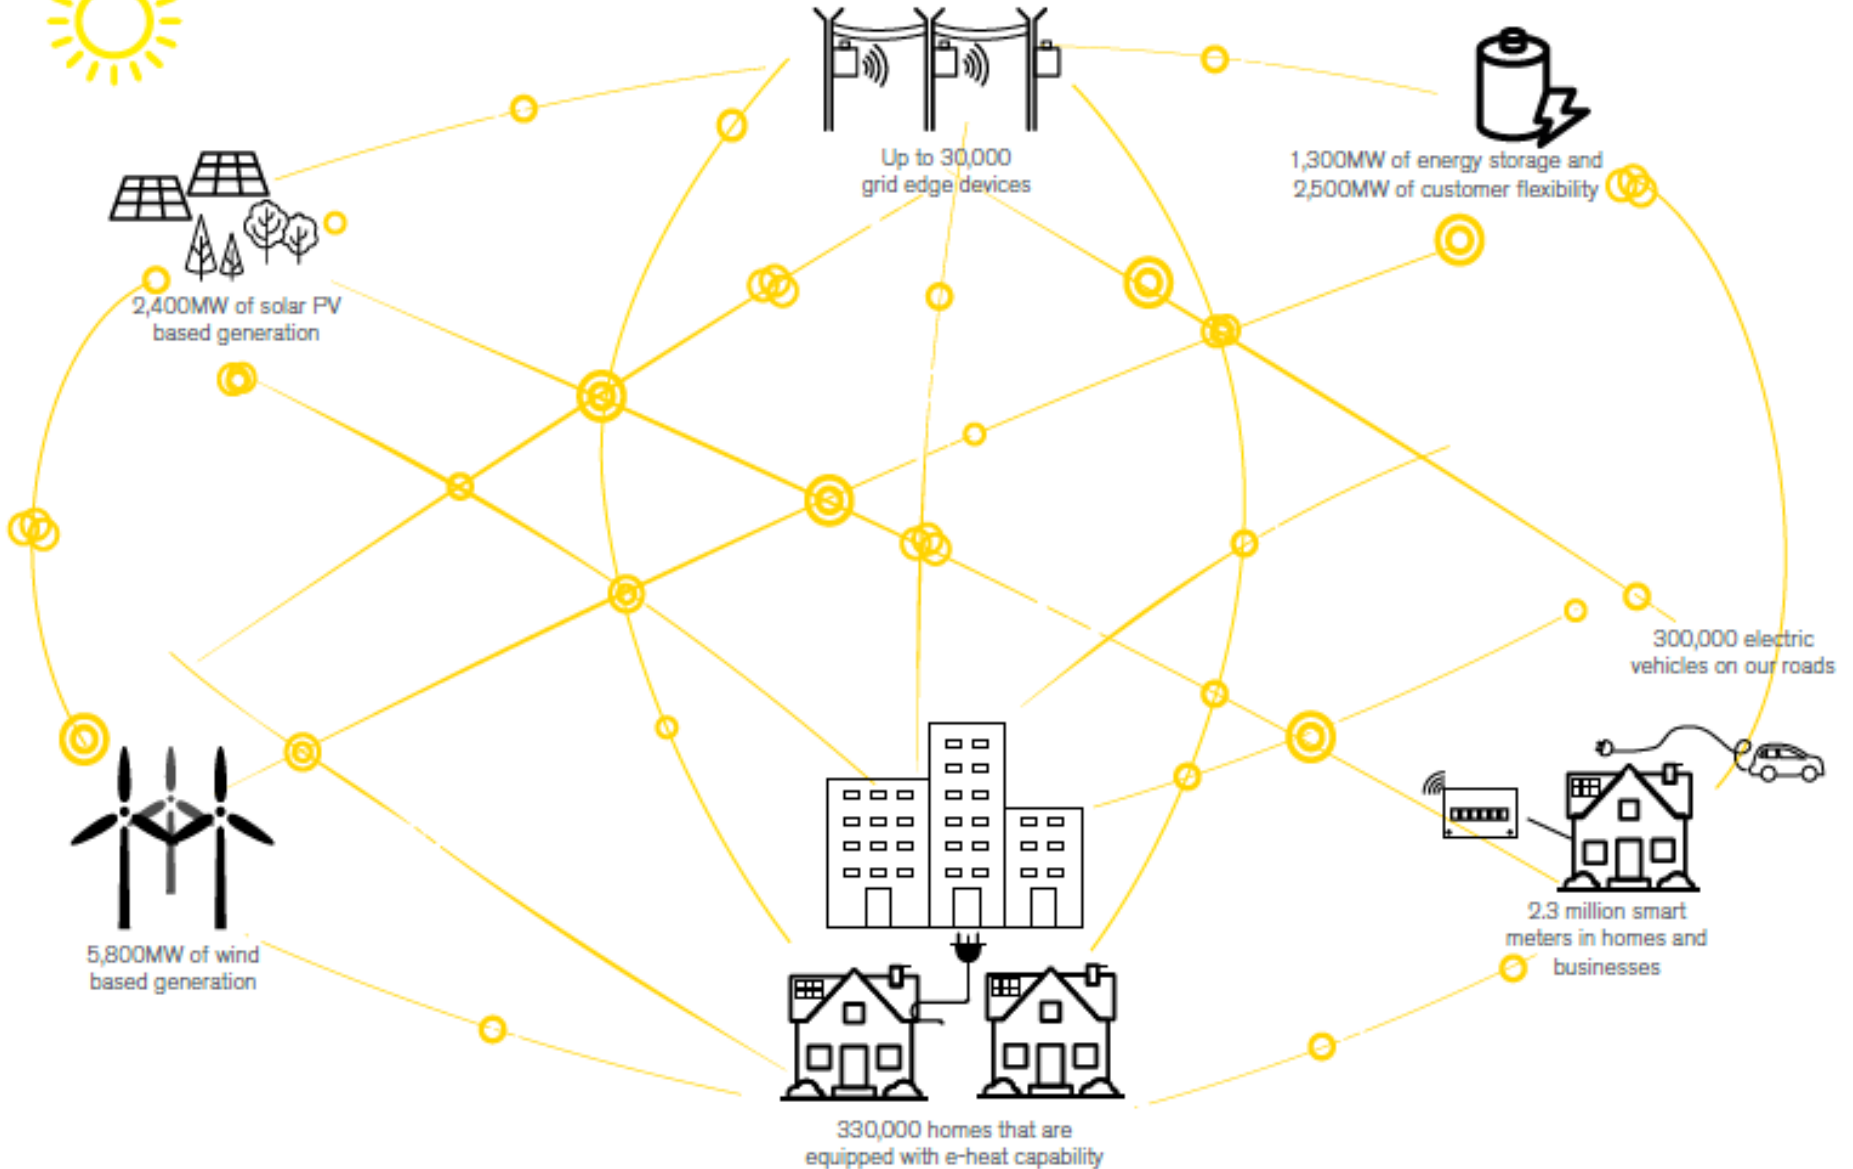 Up to 30,000
grid edge devices
1,300MW of energy storage and
2,500MW of customer flexibility
2,400MW of solar PV
based generation
300,000 electric
vehicles on our roads
5,800MW of wind
based generation
2.3 million smart
meters in homes and
businesses
330,000 homes that are
equipped with e-heat capability